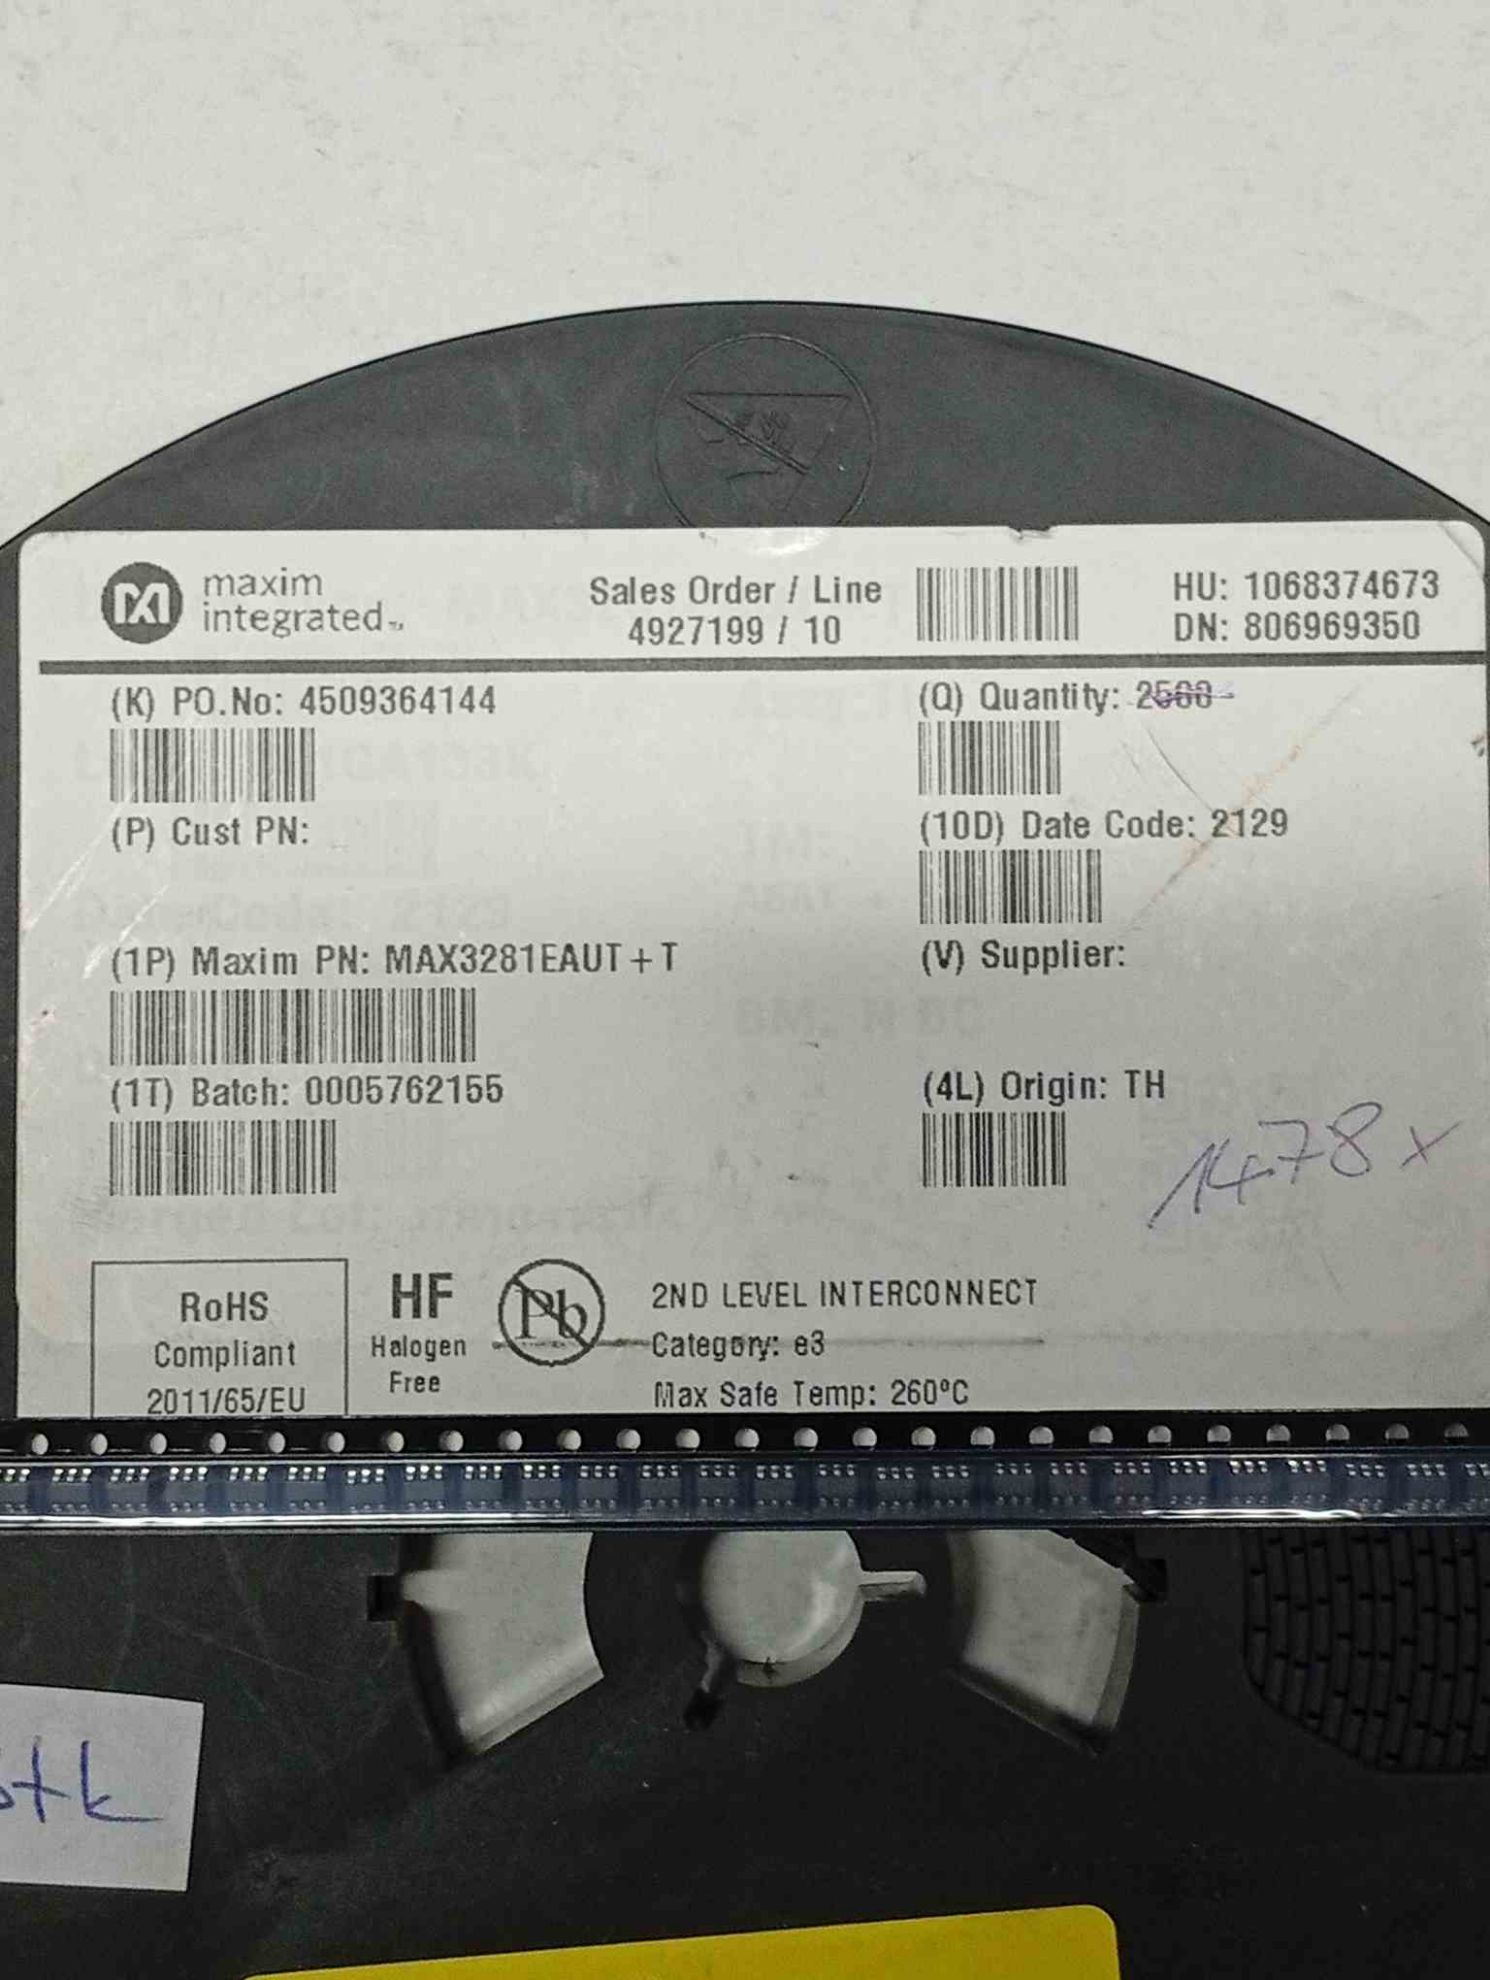 maxim
integrated™
Sales Order / Line
4927199 / 10
HU: 1068374673
DN: 806969350
(K) PO.No: 4509364144
(Q) Quantity: 2500
(P) Cust PN:
(10D) Date Code: 2129
(1P) Maxim PN: MAX3281EAUT+T
(V) Supplier:
(1T) Batch: 0005762155
(4L) Origin: TH
1478x
RoHS
Compliant
2011/65/EU
HF
Halogen
Free
Pb
2ND LEVEL INTERCONNECT
Category: e3
Max Safe Temp: 260°C